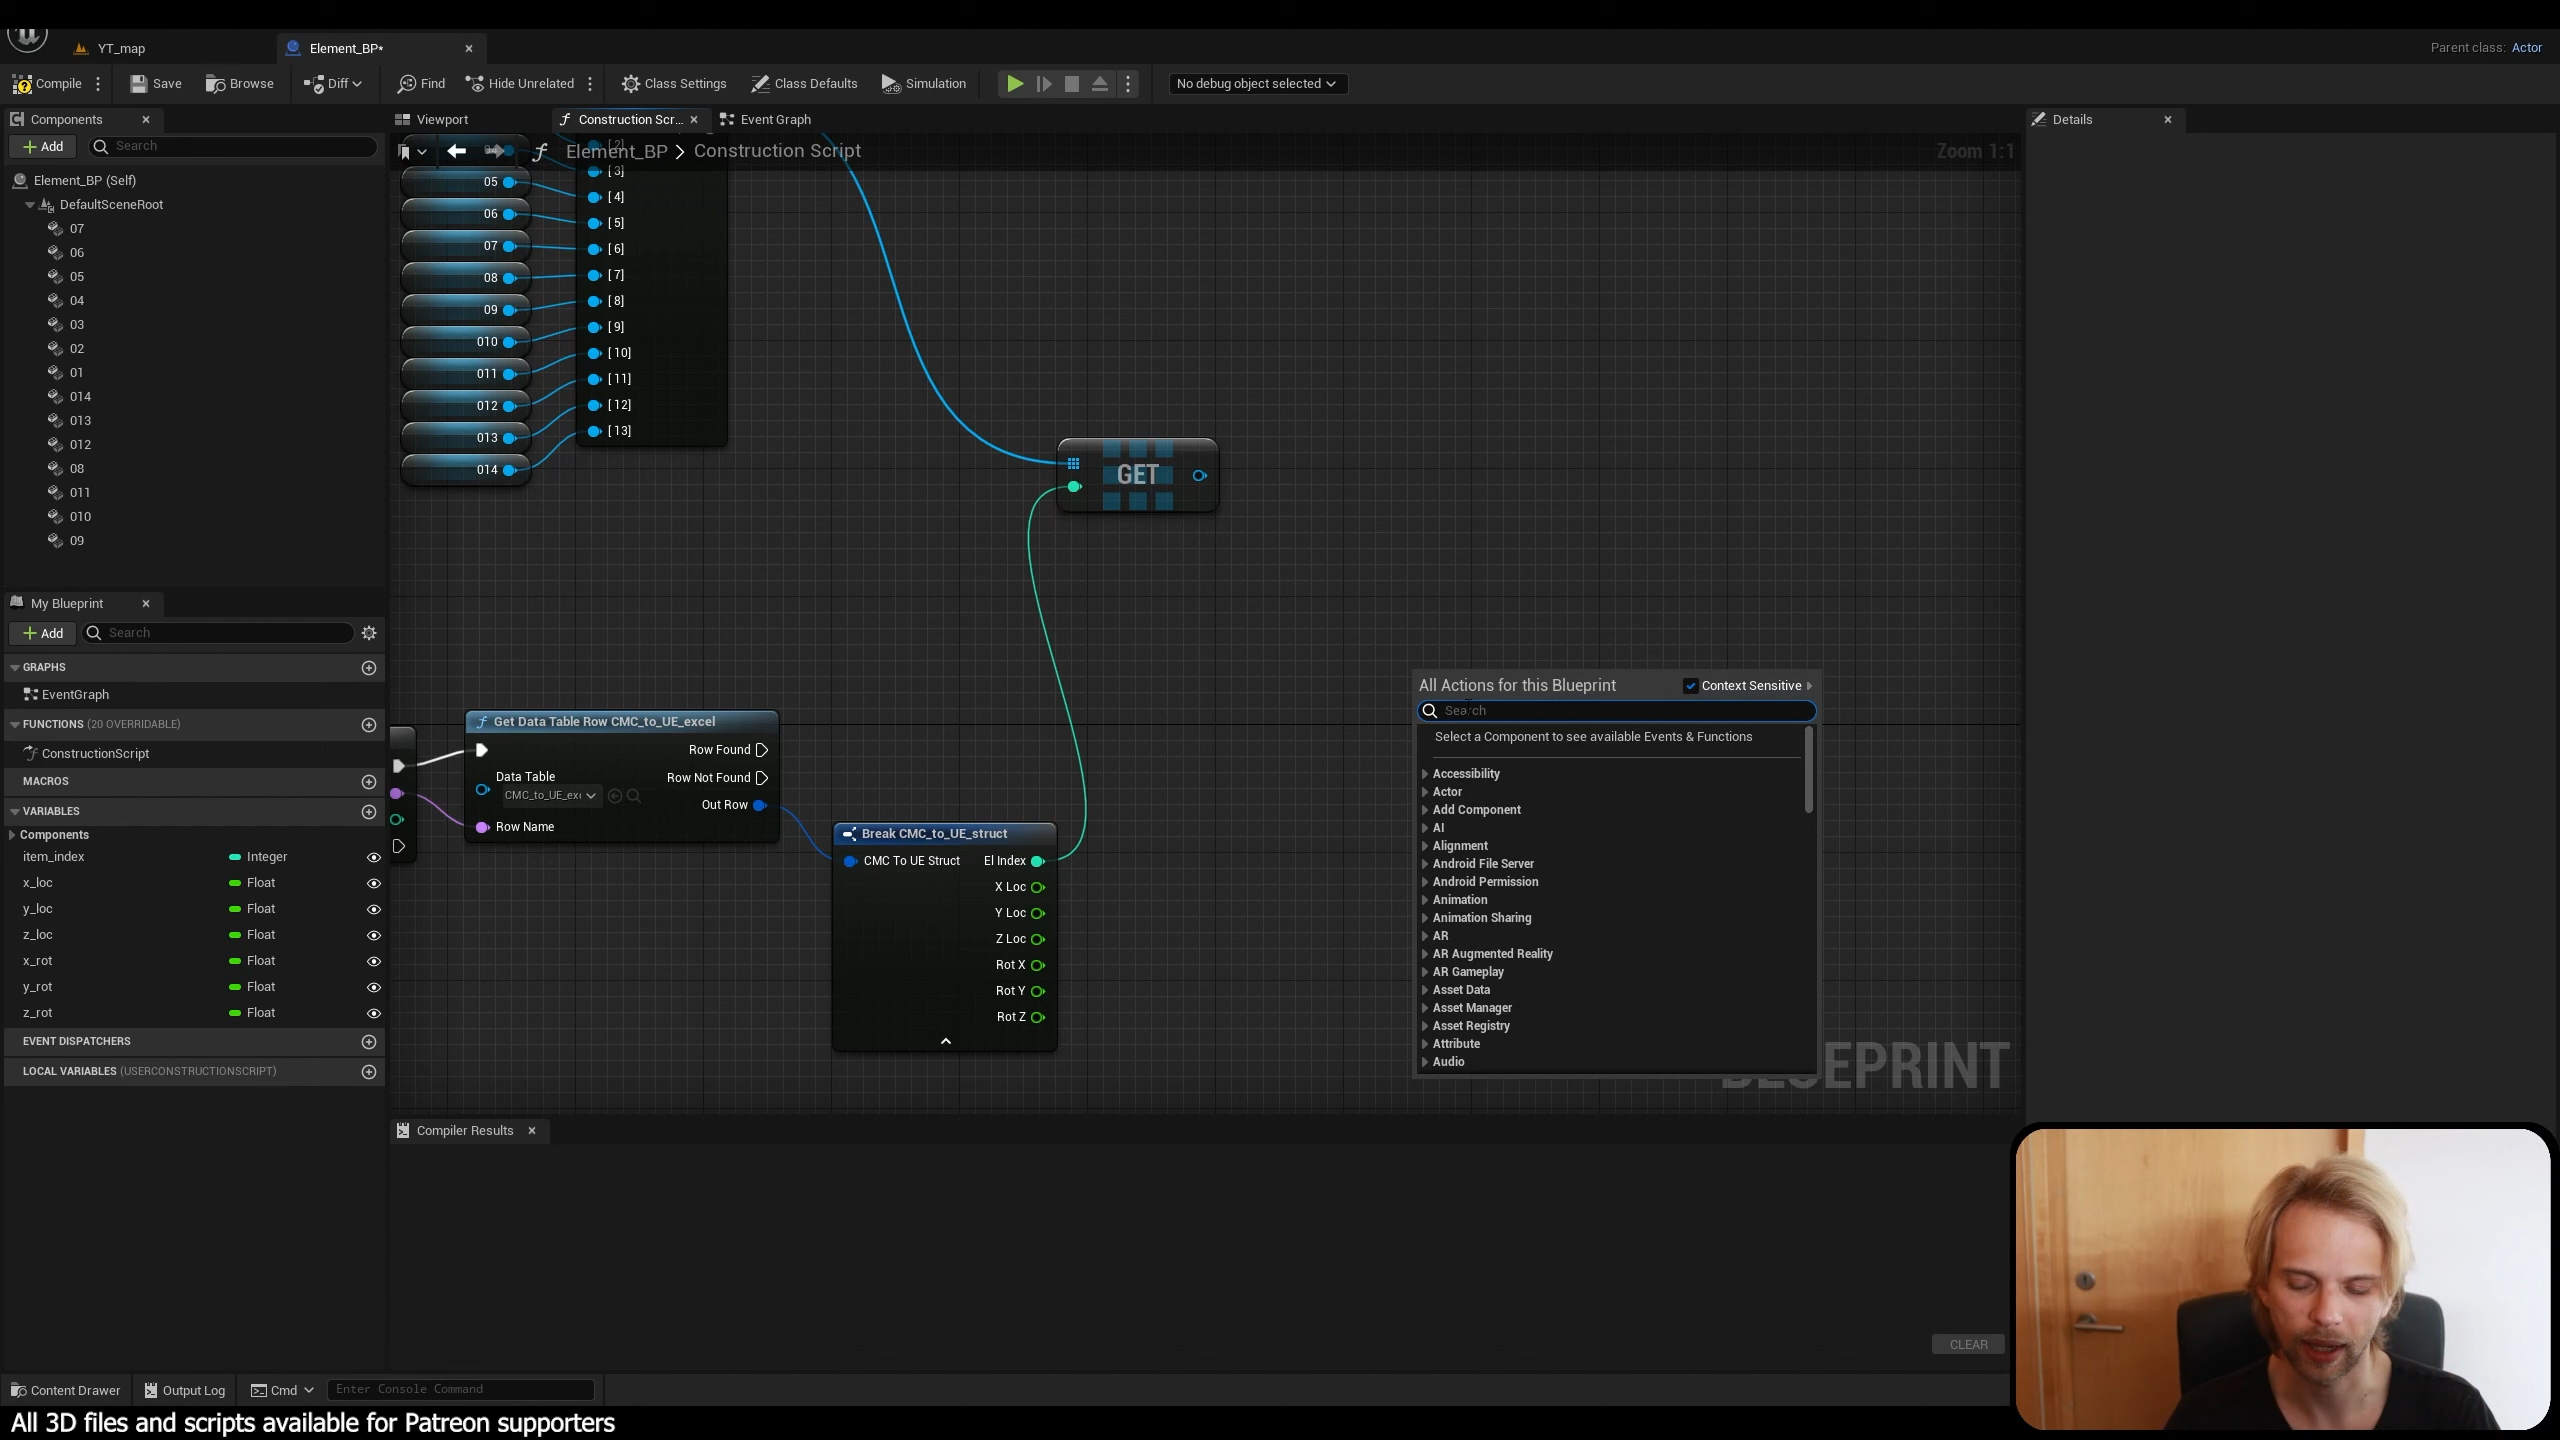 YT_map
Element_BP*
Parent class: Actor
Compile
Save
Browse
Diff
Find
Hide Unrelated
Class Settings
Class Defaults
Simulation
No debug object selected
Components
Viewport
Construction Scr...
Event Graph
Details
Add
Search
Element_BP > Construction Script
Zoom 1:1
Element_BP (Self)
DefaultSceneRoot
07
06
05
04
03
02
01
014
013
012
08
011
010
09
04
05
06
07
08
09
010
011
012
013
014
[2]
[3]
[4]
[5]
[6]
[7]
[8]
[9]
[10]
[11]
[12]
[13]
GET
My Blueprint
Add
Search
GRAPHS
EventGraph
FUNCTIONS (20 OVERRIDABLE)
ConstructionScript
MACROS
VARIABLES
Components
item_index Integer
x_loc Float
y_loc Float
z_loc Float
x_rot Float
y_rot Float
z_rot Float
EVENT DISPATCHERS
LOCAL VARIABLES (USERCONSTRUCTIONSCRIPT)
Get Data Table Row CMC_to_UE_excel
Row Found
Data Table
Row Not Found
Out Row
Row Name
Break CMC_to_UE_struct
CMC To UE Struct
El Index
X Loc
Y Loc
Z Loc
Rot X
Rot Y
Rot Z
All Actions for this Blueprint
Context Sensitive
Search
Select a Component to see available Events & Functions
Accessibility
Actor
Add Component
AI
Alignment
Android File Server
Android Permission
Animation
Animation Sharing
AR
AR Augmented Reality
AR Gameplay
Asset Data
Asset Manager
Asset Registry
Attribute
Audio
Compiler Results
CLEAR
Content Drawer
Output Log
Cmd
Enter Console Command
All 3D files and scripts available for Patreon supporters